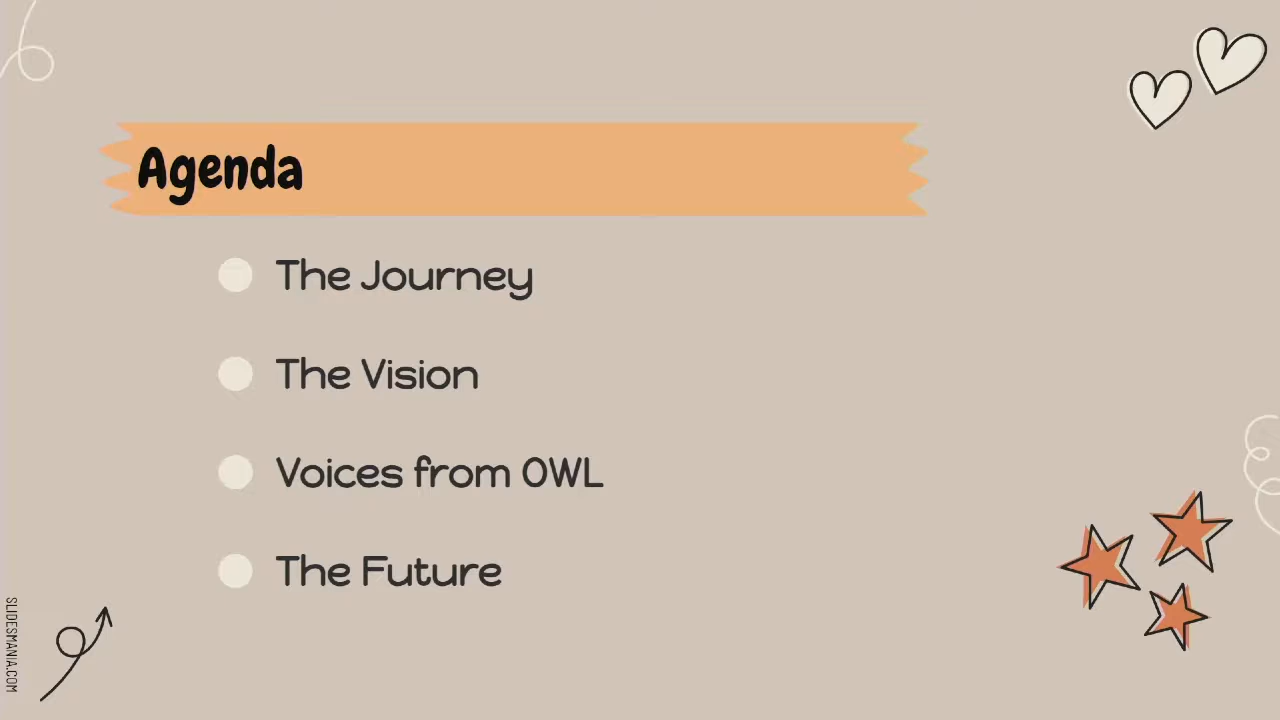 Agenda
The Journey
The Vision
Voices from OWL
The Future
SLIDESMANIA.COM